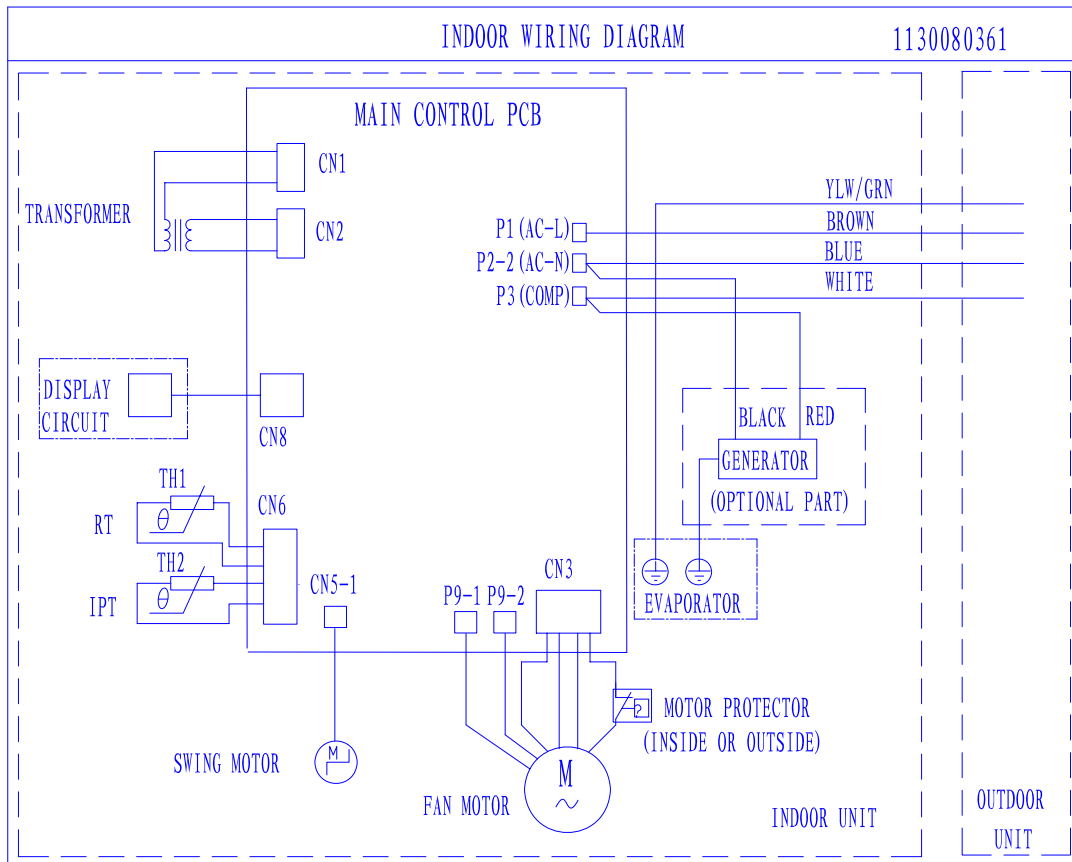 INDOOR WIRING DIAGRAM
1130080361
MAIN CONTROL PCB
CN1
TRANSFORMER
CN2
YLW/GRN
P1(AC-L)
BROWN
P2-2(AC-N)
BLUE
P3(COMP)
WHITE
DISPLAY
CIRCUIT
CN8
BLACK
RED
GENERATOR
(OPTIONAL PART)
TH1
θ
RT
CN6
TH2
θ
IPT
CN5-1
P9-1
P9-2
CN3
EVAPORATOR
MOTOR PROTECTOR
(INSIDE OR OUTSIDE)
SWING MOTOR
M
FAN MOTOR
M
~
INDOOR UNIT
OUTDOOR
UNIT